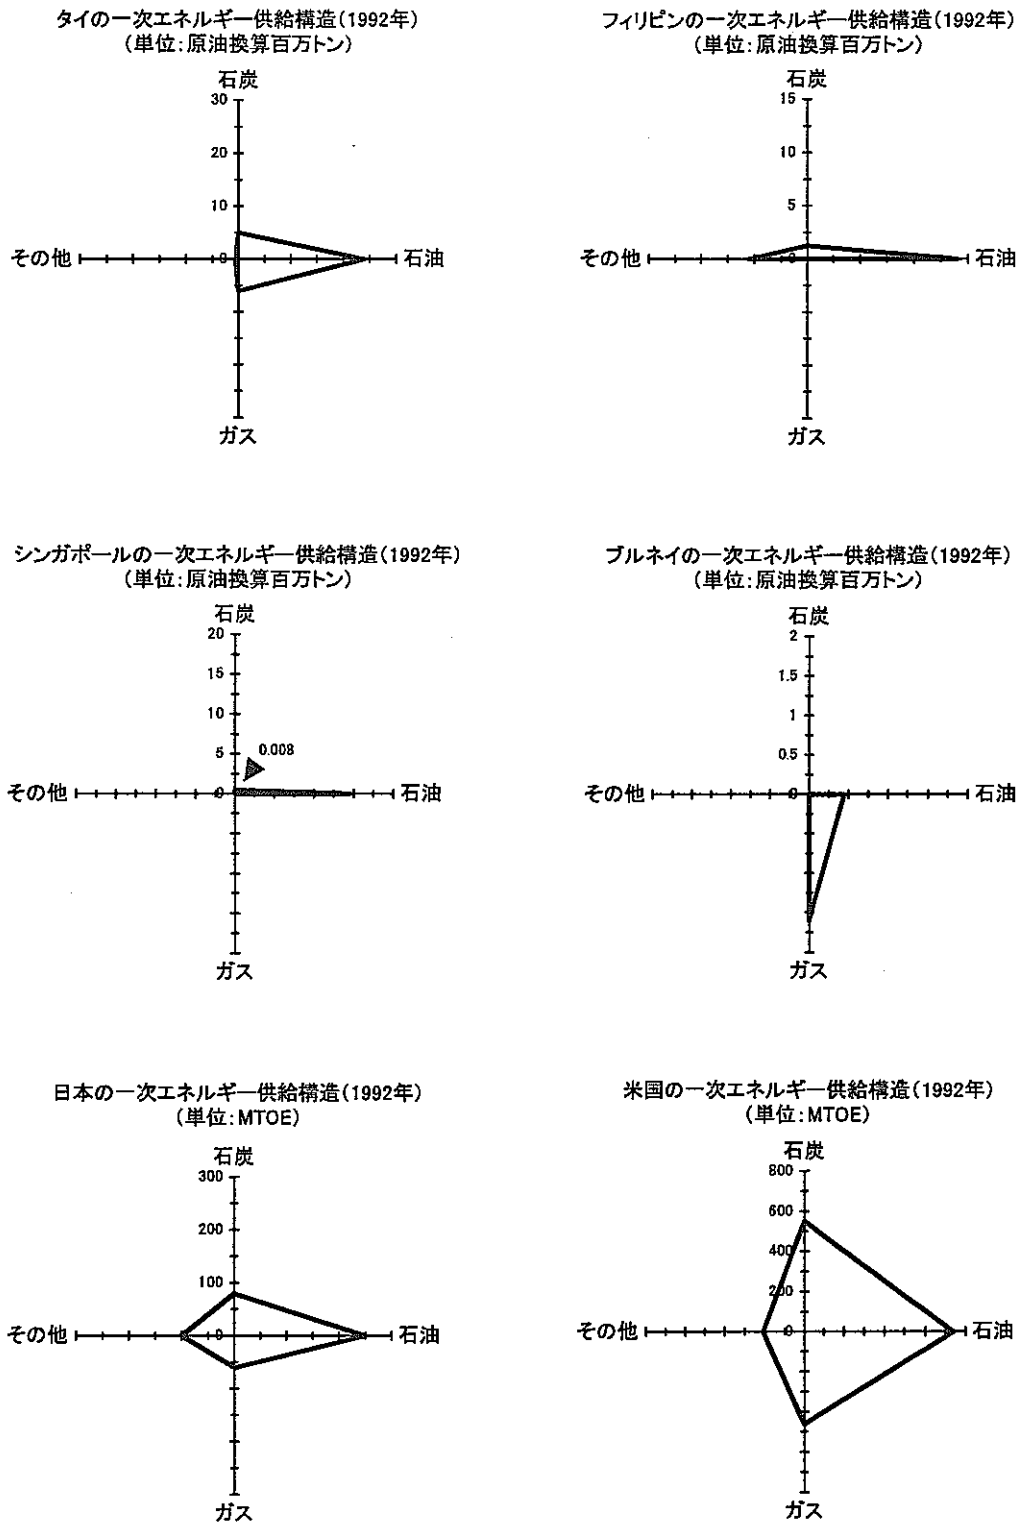 タイの一次エネルギー供給構造(1992年)
(単位:原油換算百万トン)
石炭
30
20
10
0
その他
石油
ガス
フィリピンの一次エネルギー供給構造(1992年)
(単位:原油換算百万トン)
石炭
15
10
5
0
その他
石油
ガス
シンガポールの一次エネルギー供給構造(1992年)
(単位:原油換算百万トン)
石炭
20
15
10
5
0.008
0
その他
石油
ガス
ブルネイの一次エネルギー供給構造(1992年)
(単位:原油換算百万トン)
石炭
2
1.5
1
0.5
0
その他
石油
ガス
日本の一次エネルギー供給構造(1992年)
(単位:MTOE)
石炭
300
200
100
0
その他
石油
ガス
米国の一次エネルギー供給構造(1992年)
(単位:MTOE)
石炭
800
600
400
200
0
その他
石油
ガス